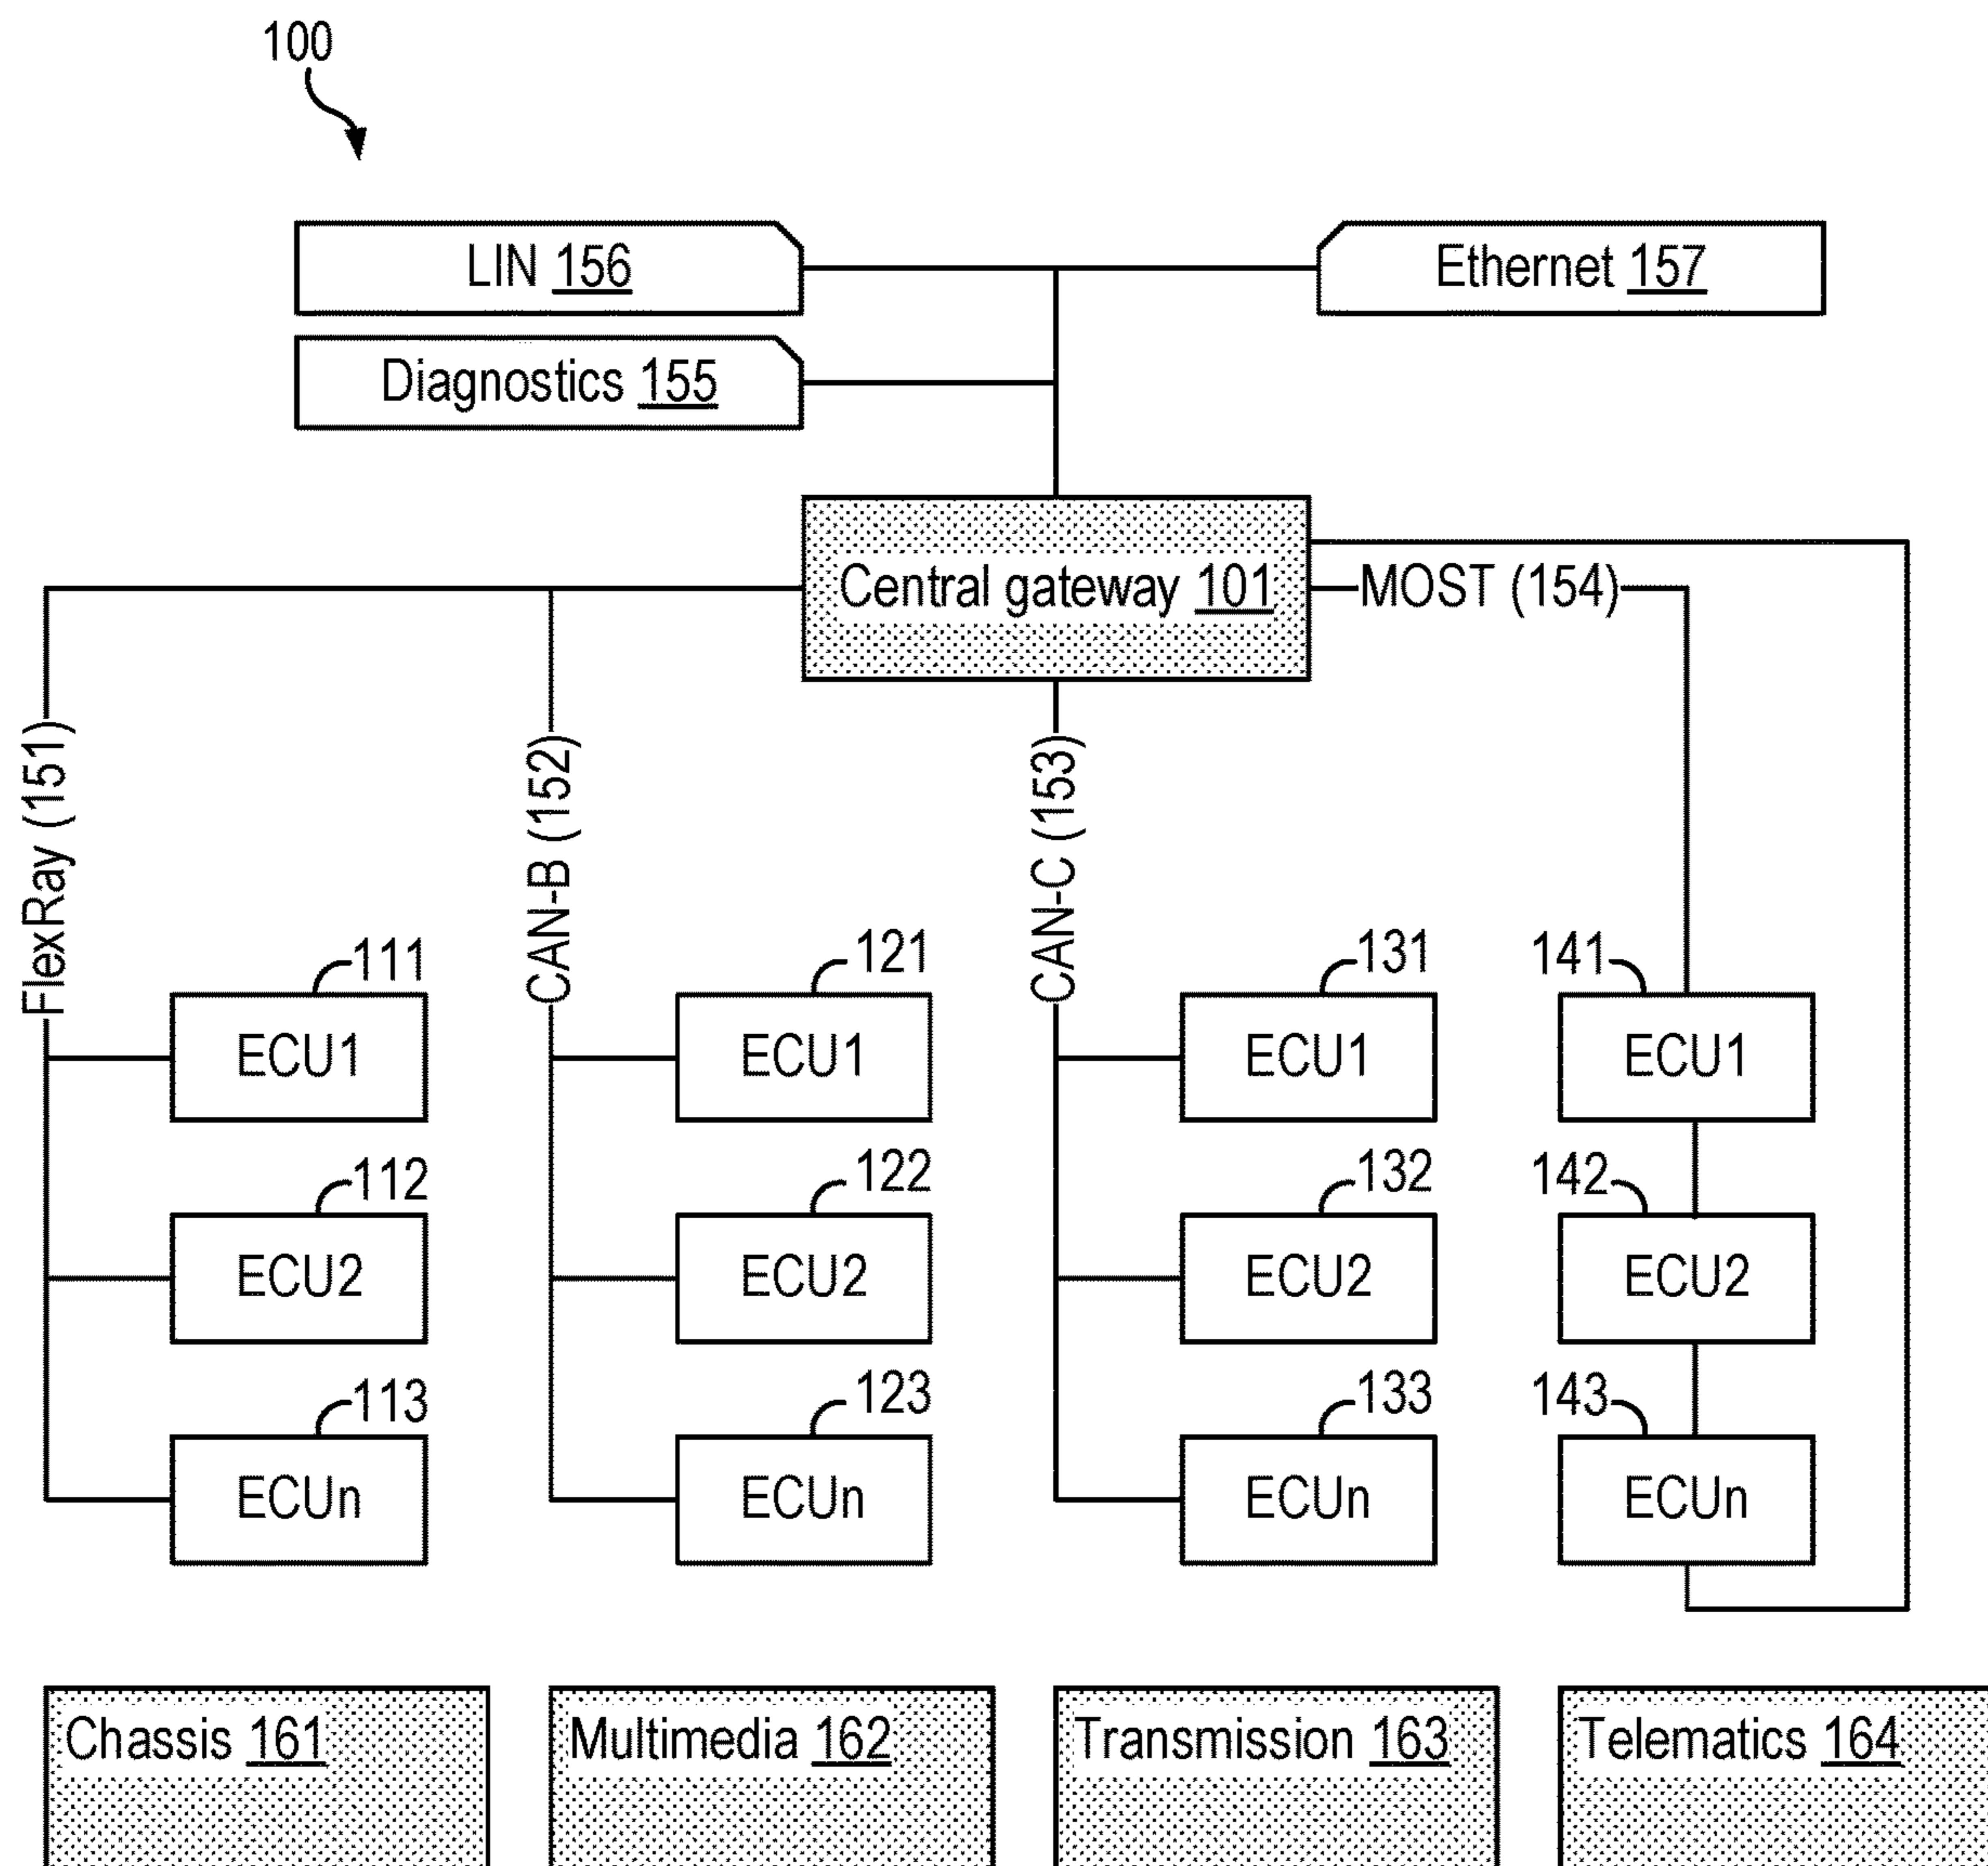 100
LIN 156
Ethernet 157
Diagnostics 155
Central gateway 101
MOST (154)
FlexRay (151)
CAN-B (152)
CAN-C (153)
111
121
131
141
ECU1
ECU1
ECU1
ECU1
112
122
132
142
ECU2
ECU2
ECU2
ECU2
113
123
133
143
ECUn
ECUn
ECUn
ECUn
Chassis 161
Multimedia 162
Transmission 163
Telematics 164